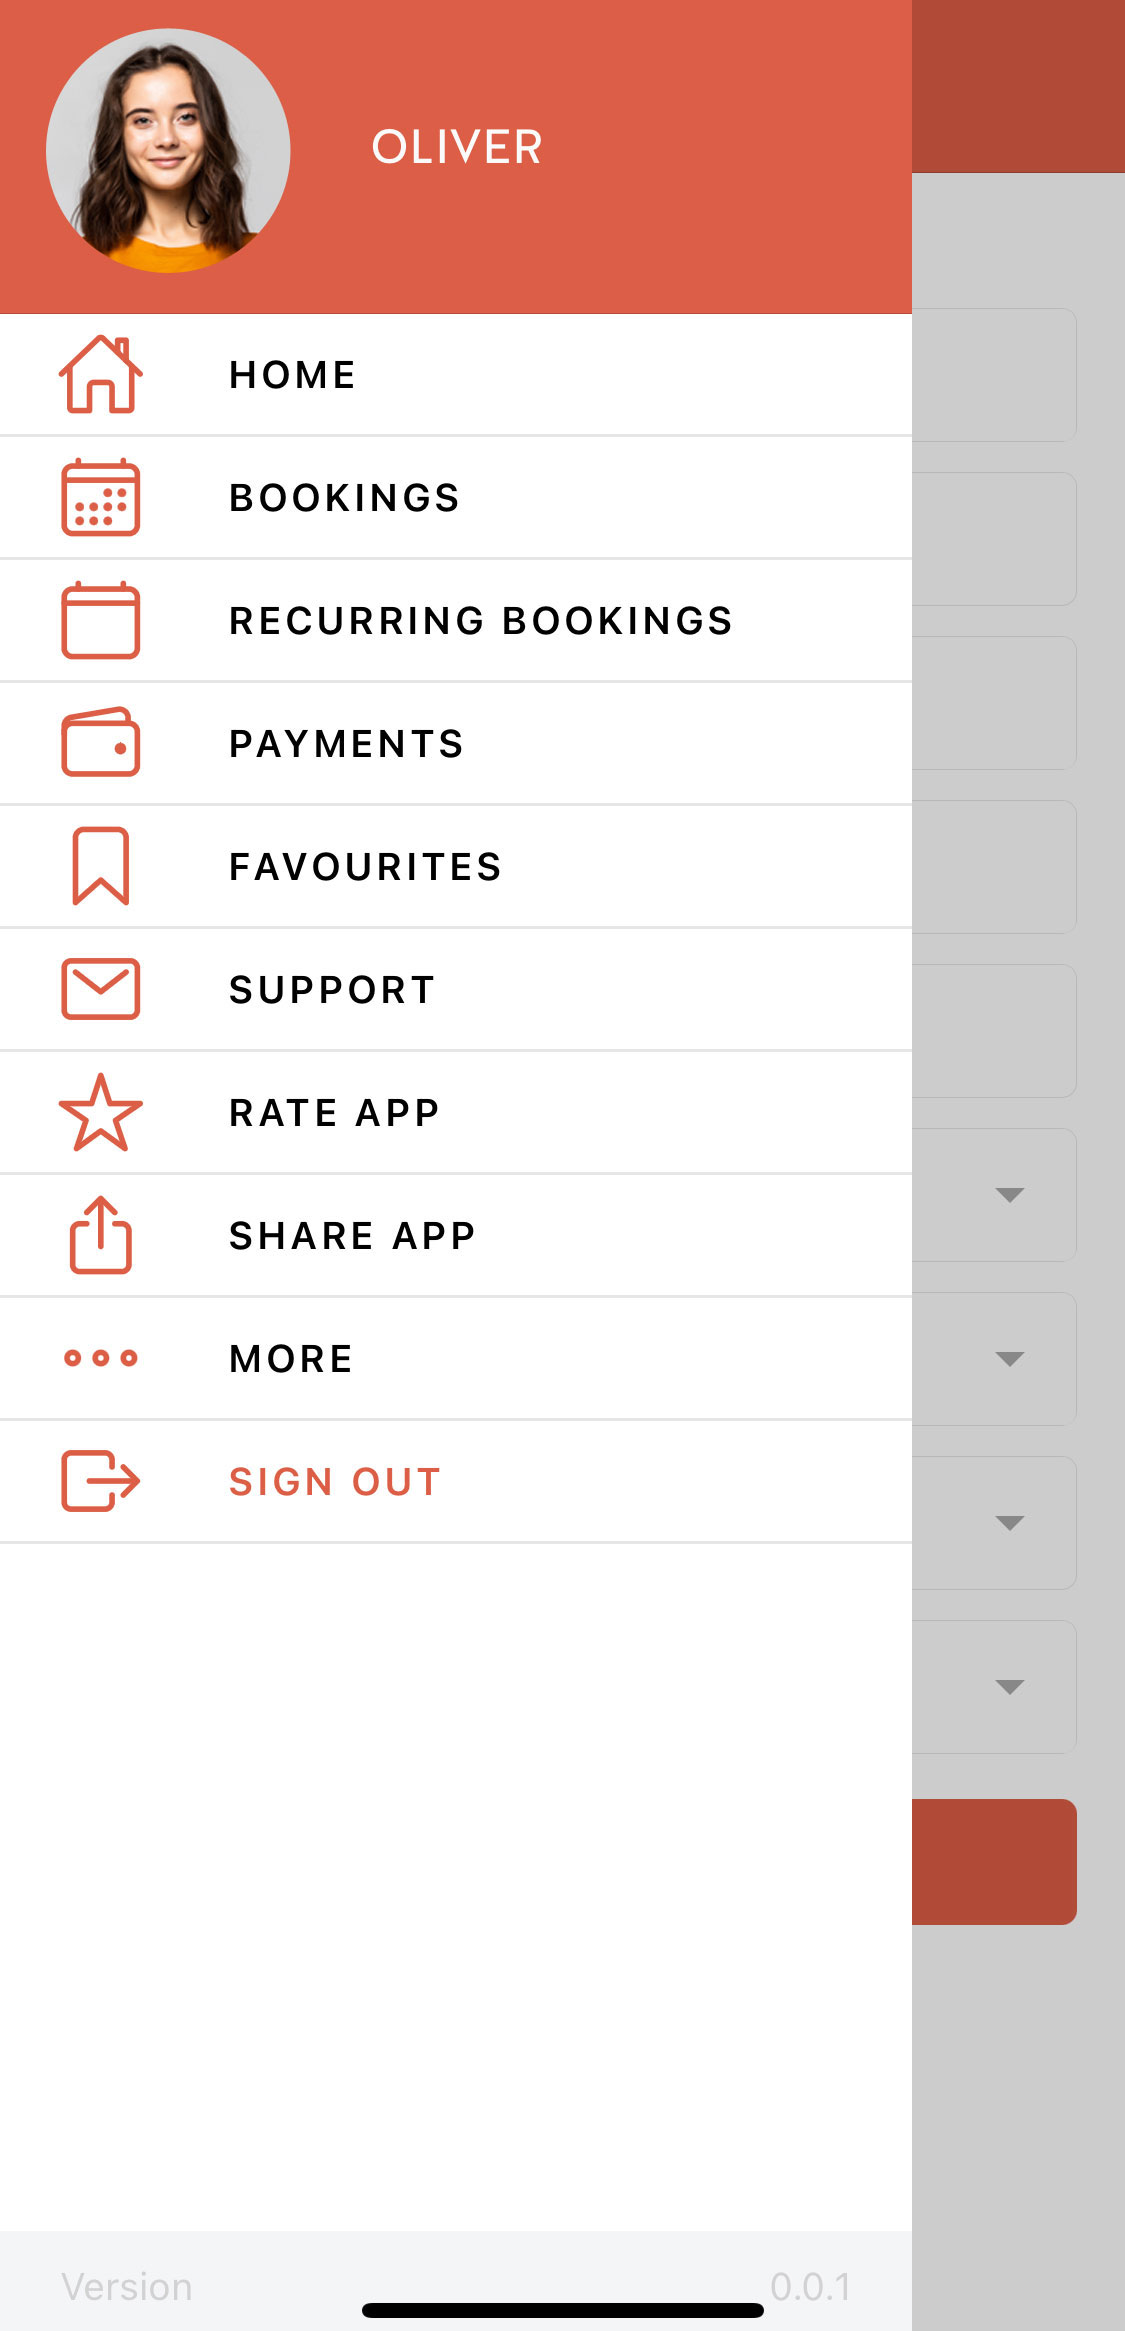 OLIVER
HOME
BOOKINGS
RECURRING BOOKINGS
PAYMENTS
FAVOURITES
SUPPORT
RATE APP
SHARE APP
MORE
SIGN OUT
Version 0.0.1